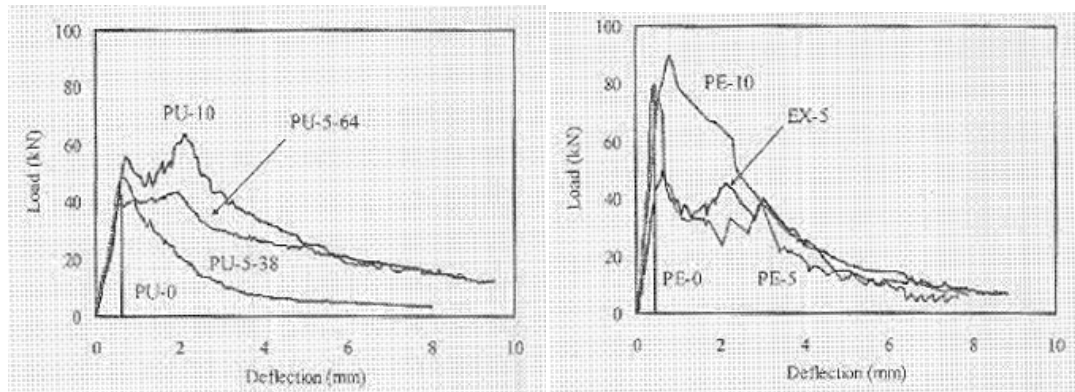 100
80
60
40
20
0
Load (kN)
PU-10
PU-5-64
PU-5-38
PU-0
0 2 4 6 8 10
Deflection (mm)
100
80
60
40
20
0
Load (kN)
PE-10
EX-5
PE-0
PE-5
0 2 4 6 8 10
Deflection (mm)